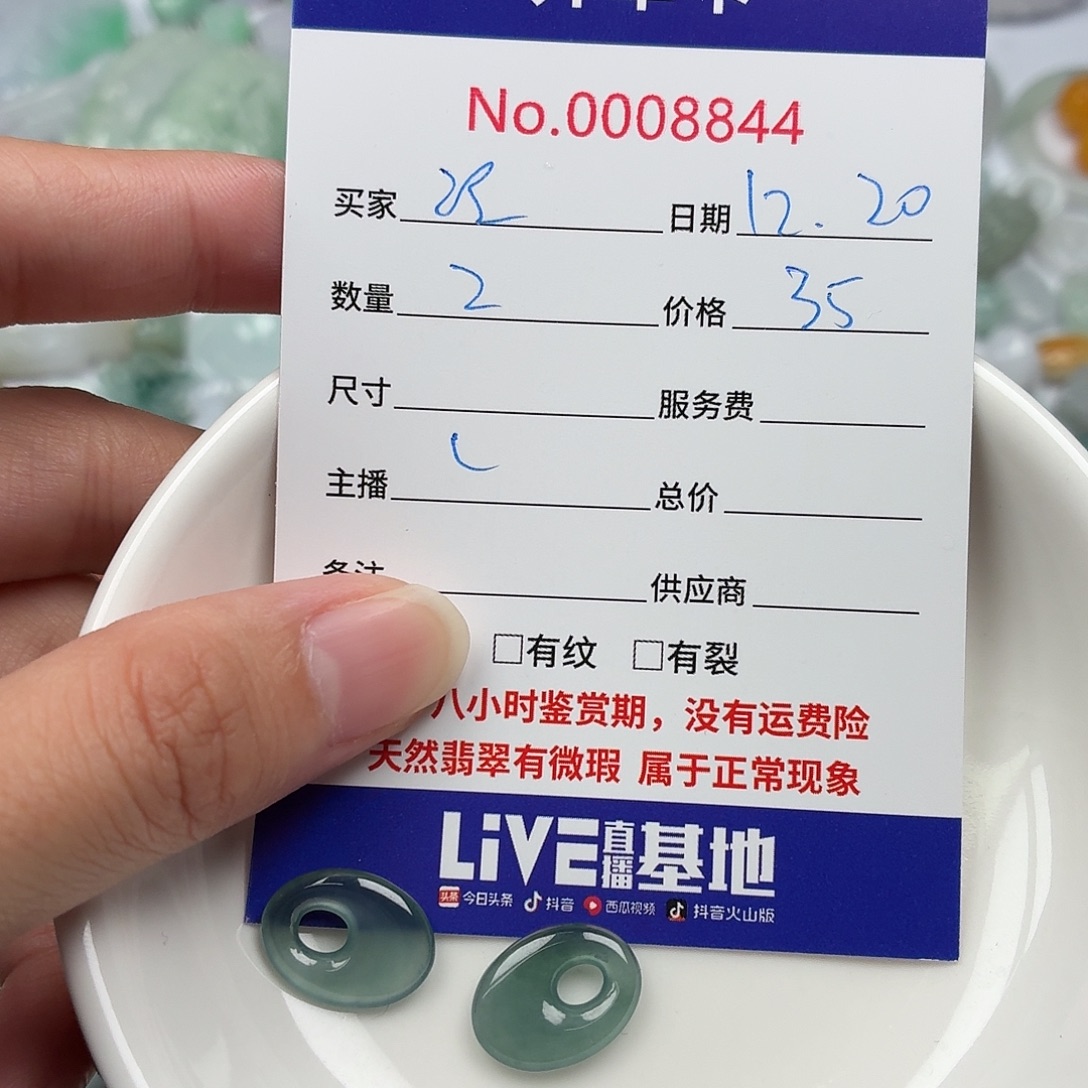 No.0008844
买家 日期 12.20
数量 2 价格 35
尺寸 服务费
主播 总价
备注 供应商
□有纹 □有裂
八小时鉴赏期，没有运费险
天然翡翠有微瑕 属于正常现象
LiVE直播基地
头条 今日头条 抖音 西瓜视频 抖音火山版